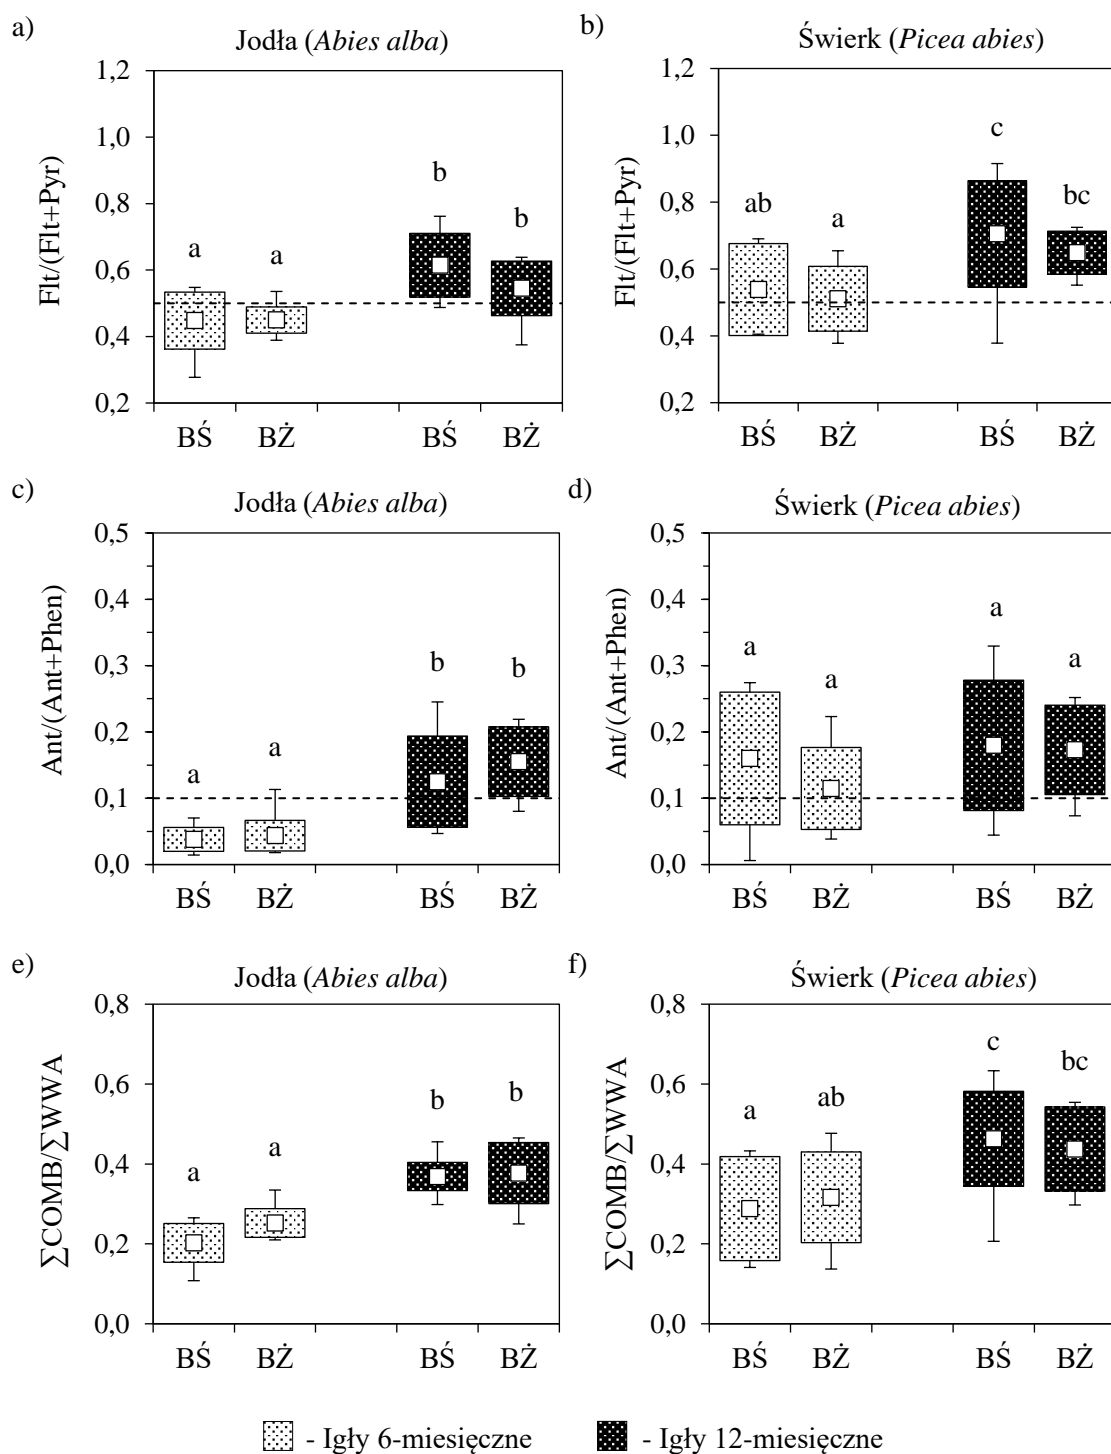 a)
Jodła (Abies alba)
Flt/(Flt+Pyr)
1,2
1,0
0,8
0,6
0,4
0,2
a
a
b
b
BŚ
BŻ
BŚ
BŻ
b)
Świerk (Picea abies)
Flt/(Flt+Pyr)
1,2
1,0
0,8
0,6
0,4
0,2
ab
a
c
bc
BŚ
BŻ
BŚ
BŻ
c)
Jodła (Abies alba)
Ant/(Ant+Phen)
0,5
0,4
0,3
0,2
0,1
0,0
a
a
b
b
BŚ
BŻ
BŚ
BŻ
d)
Świerk (Picea abies)
Ant/(Ant+Phen)
0,5
0,4
0,3
0,2
0,1
0,0
a
a
a
a
BŚ
BŻ
BŚ
BŻ
e)
Jodła (Abies alba)
∑COMB/∑WWA
0,8
0,6
0,4
0,2
0,0
a
a
b
b
BŚ
BŻ
BŚ
BŻ
f)
Świerk (Picea abies)
∑COMB/∑WWA
0,8
0,6
0,4
0,2
0,0
a
ab
c
bc
BŚ
BŻ
BŚ
BŻ
- Igły 6-miesięczne
- Igły 12-miesięczne